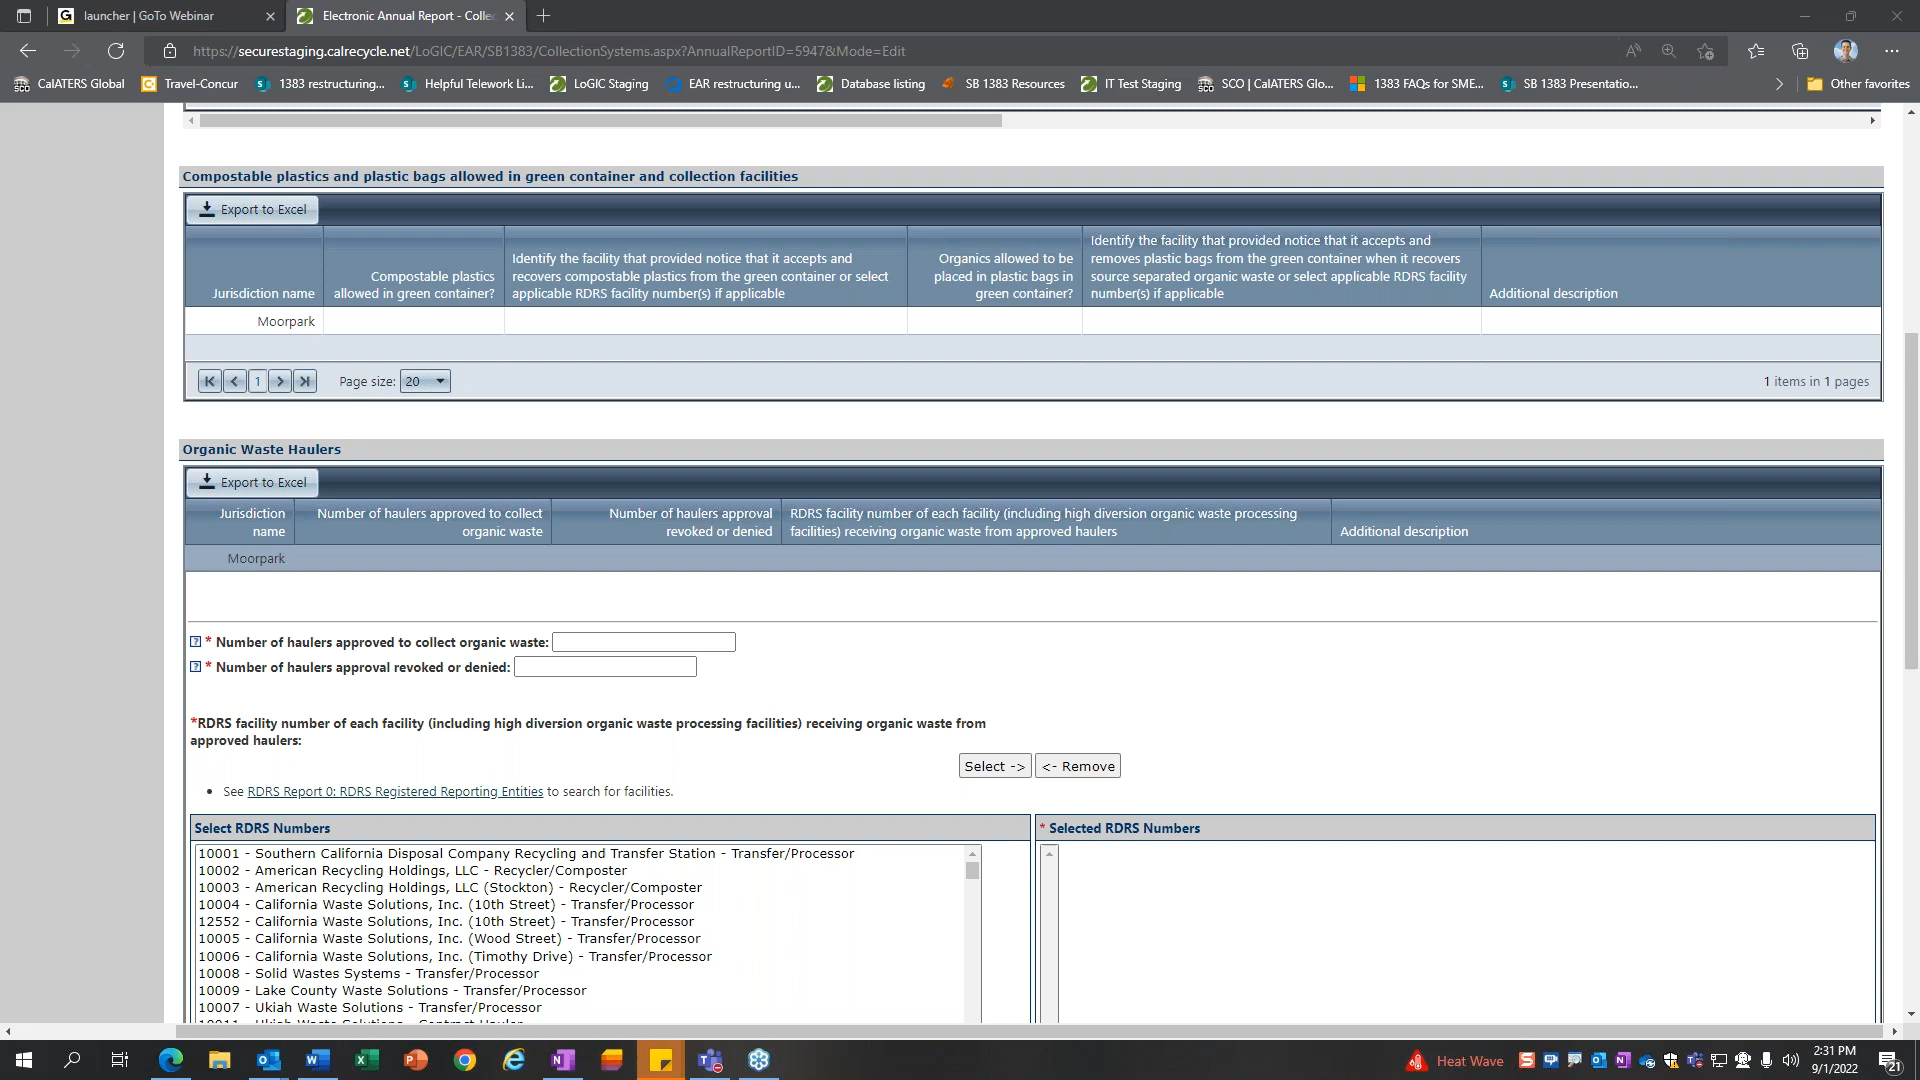 launcher | GoTo Webinar
Electronic Annual Report - Collec
https://securestaging.calrecycle.net/LoGIC/EAR/SB1383/CollectionSystems.aspx?AnnualReportID=5947&Mode=Edit
CalATERS Global
Travel-Concur
1383 restructuring...
Helpful Telework Li...
LoGIC Staging
EAR restructuring u...
Database listing
SB 1383 Resources
IT Test Staging
SCO | CalATERS Glo...
1383 FAQs for SME...
SB 1383 Presentatio...
Other favorites
Compostable plastics and plastic bags allowed in green container and collection facilities
Export to Excel
Jurisdiction name
Compostable plastics
allowed in green container?
Identify the facility that provided notice that it accepts and
recovers compostable plastics from the green container or select
applicable RDRS facility number(s) if applicable
Organics allowed to be
placed in plastic bags in
green container?
Identify the facility that provided notice that it accepts and
removes plastic bags from the green container when it recovers
source separated organic waste or select applicable RDRS facility
number(s) if applicable
Additional description
Moorpark
1
Page size: 20
1 items in 1 pages
Organic Waste Haulers
Export to Excel
Jurisdiction
name
Number of haulers approved to collect
organic waste
Number of haulers approval
revoked or denied
RDRS facility number of each facility (including high diversion organic waste processing
facilities) receiving organic waste from approved haulers
Additional description
Moorpark
? * Number of haulers approved to collect organic waste:
? * Number of haulers approval revoked or denied:
*RDRS facility number of each facility (including high diversion organic waste processing facilities) receiving organic waste from
approved haulers:
Select -> <- Remove
• See RDRS Report 0: RDRS Registered Reporting Entities to search for facilities.
Select RDRS Numbers
* Selected RDRS Numbers
10001 - Southern California Disposal Company Recycling and Transfer Station - Transfer/Processor
10002 - American Recycling Holdings, LLC - Recycler/Composter
10003 - American Recycling Holdings, LLC (Stockton) - Recycler/Composter
10004 - California Waste Solutions, Inc. (10th Street) - Transfer/Processor
12552 - California Waste Solutions, Inc. (10th Street) - Transfer/Processor
10005 - California Waste Solutions, Inc. (Wood Street) - Transfer/Processor
10006 - California Waste Solutions, Inc. (Timothy Drive) - Transfer/Processor
10008 - Solid Wastes Systems - Transfer/Processor
10009 - Lake County Waste Solutions - Transfer/Processor
10007 - Ukiah Waste Solutions - Transfer/Processor
10011 - Ukiah Waste Solutions - Contract Hauler
Heat Wave
2:31 PM
9/1/2022
21